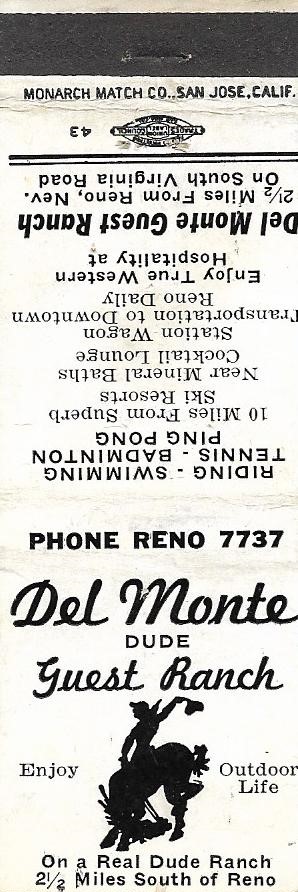 MONARCH MATCH CO., SAN JOSE, CALIF.
43
RIDING - SWIMMING
TENNIS - BADMINTON
PING PONG
10 Miles From Superb
Ski Resorts
Near Mineral Baths
Cocktail Lounge
Station Wagon
Transportation to Downtown
Reno Daily
Enjoy True Western
Hospitality at
Del Monte Guest Ranch
2½ Miles From Reno, Nev.
On South Virginia Road
PHONE RENO 7737
Del Monte
DUDE
Guest Ranch
Enjoy Outdoor
Life
On a Real Dude Ranch
2½ Miles South of Reno